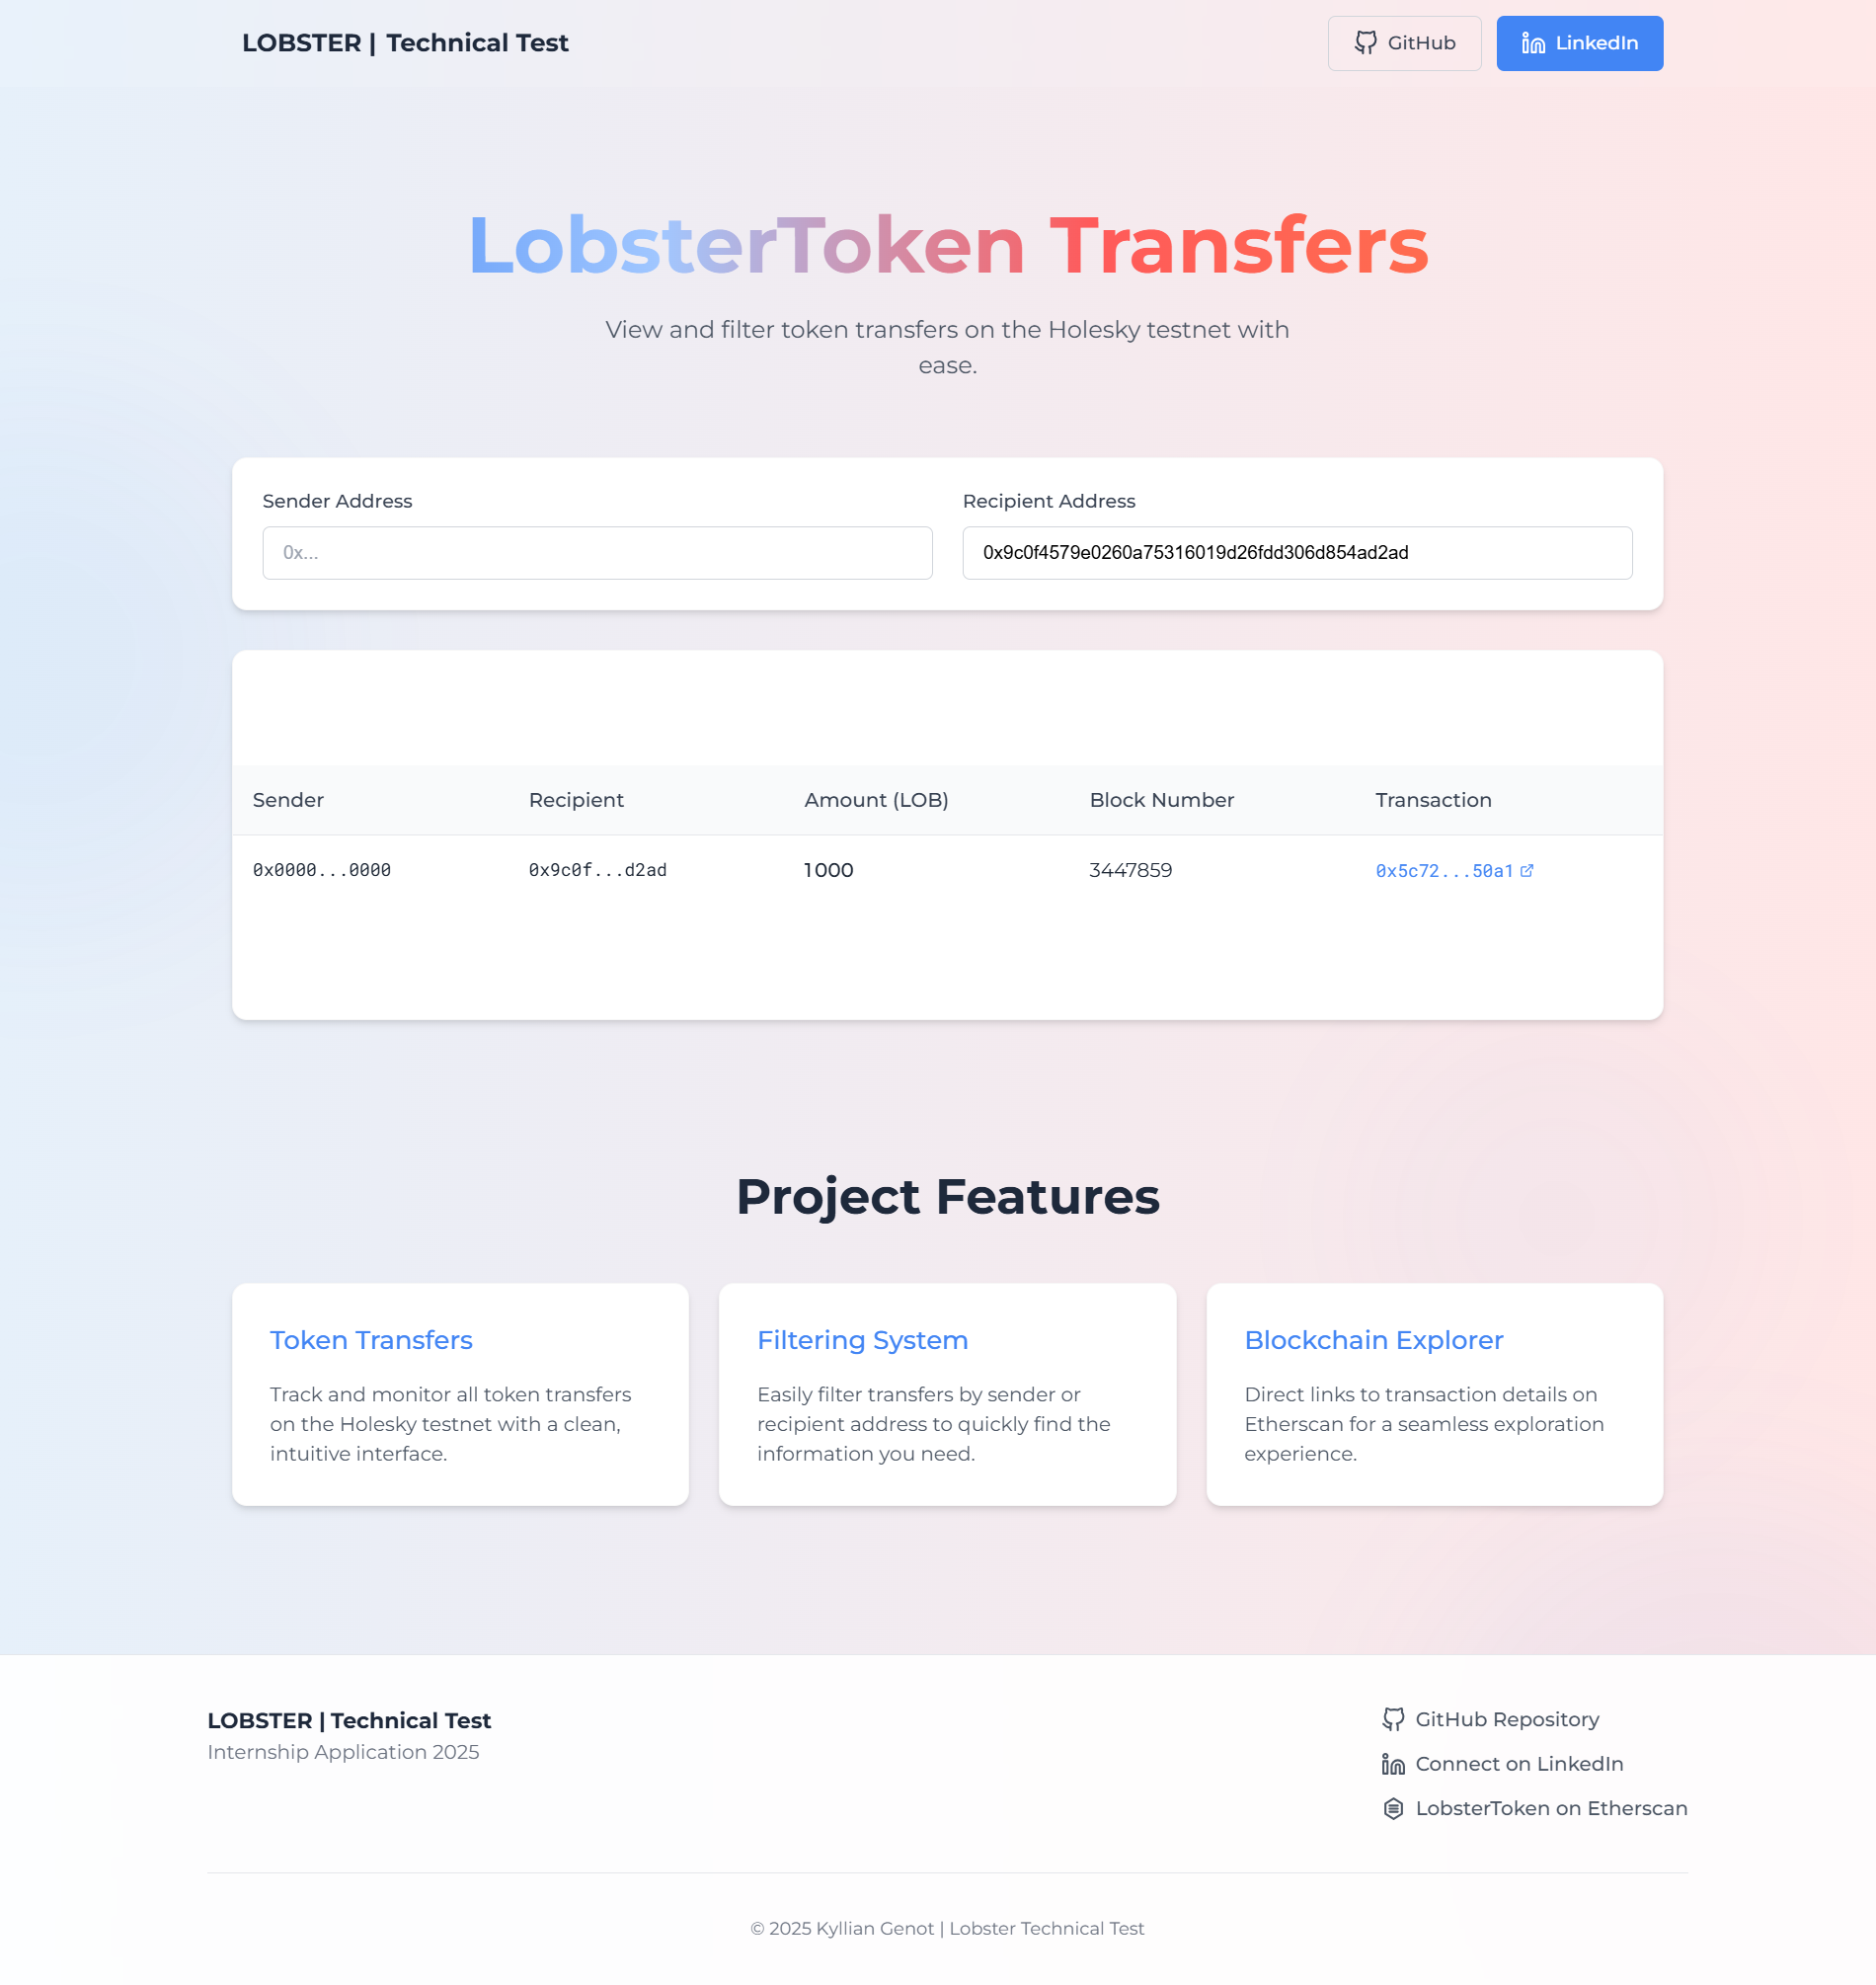 LOBSTER | Technical Test
GitHub
LinkedIn
LobsterToken Transfers
View and filter token transfers on the Holesky testnet with
ease.
Sender Address
Recipient Address
0x...
0x9c0f4579e0260a75316019d26fdd306d854ad2ad
Sender Recipient Amount (LOB) Block Number Transaction
0x0000...0000 0x9c0f...d2ad 1000 3447859 0x5c72...50a1
Project Features
Token Transfers
Track and monitor all token transfers
on the Holesky testnet with a clean,
intuitive interface.
Filtering System
Easily filter transfers by sender or
recipient address to quickly find the
information you need.
Blockchain Explorer
Direct links to transaction details on
Etherscan for a seamless exploration
experience.
LOBSTER | Technical Test
Internship Application 2025
GitHub Repository
Connect on LinkedIn
LobsterToken on Etherscan
© 2025 Kyllian Genot | Lobster Technical Test